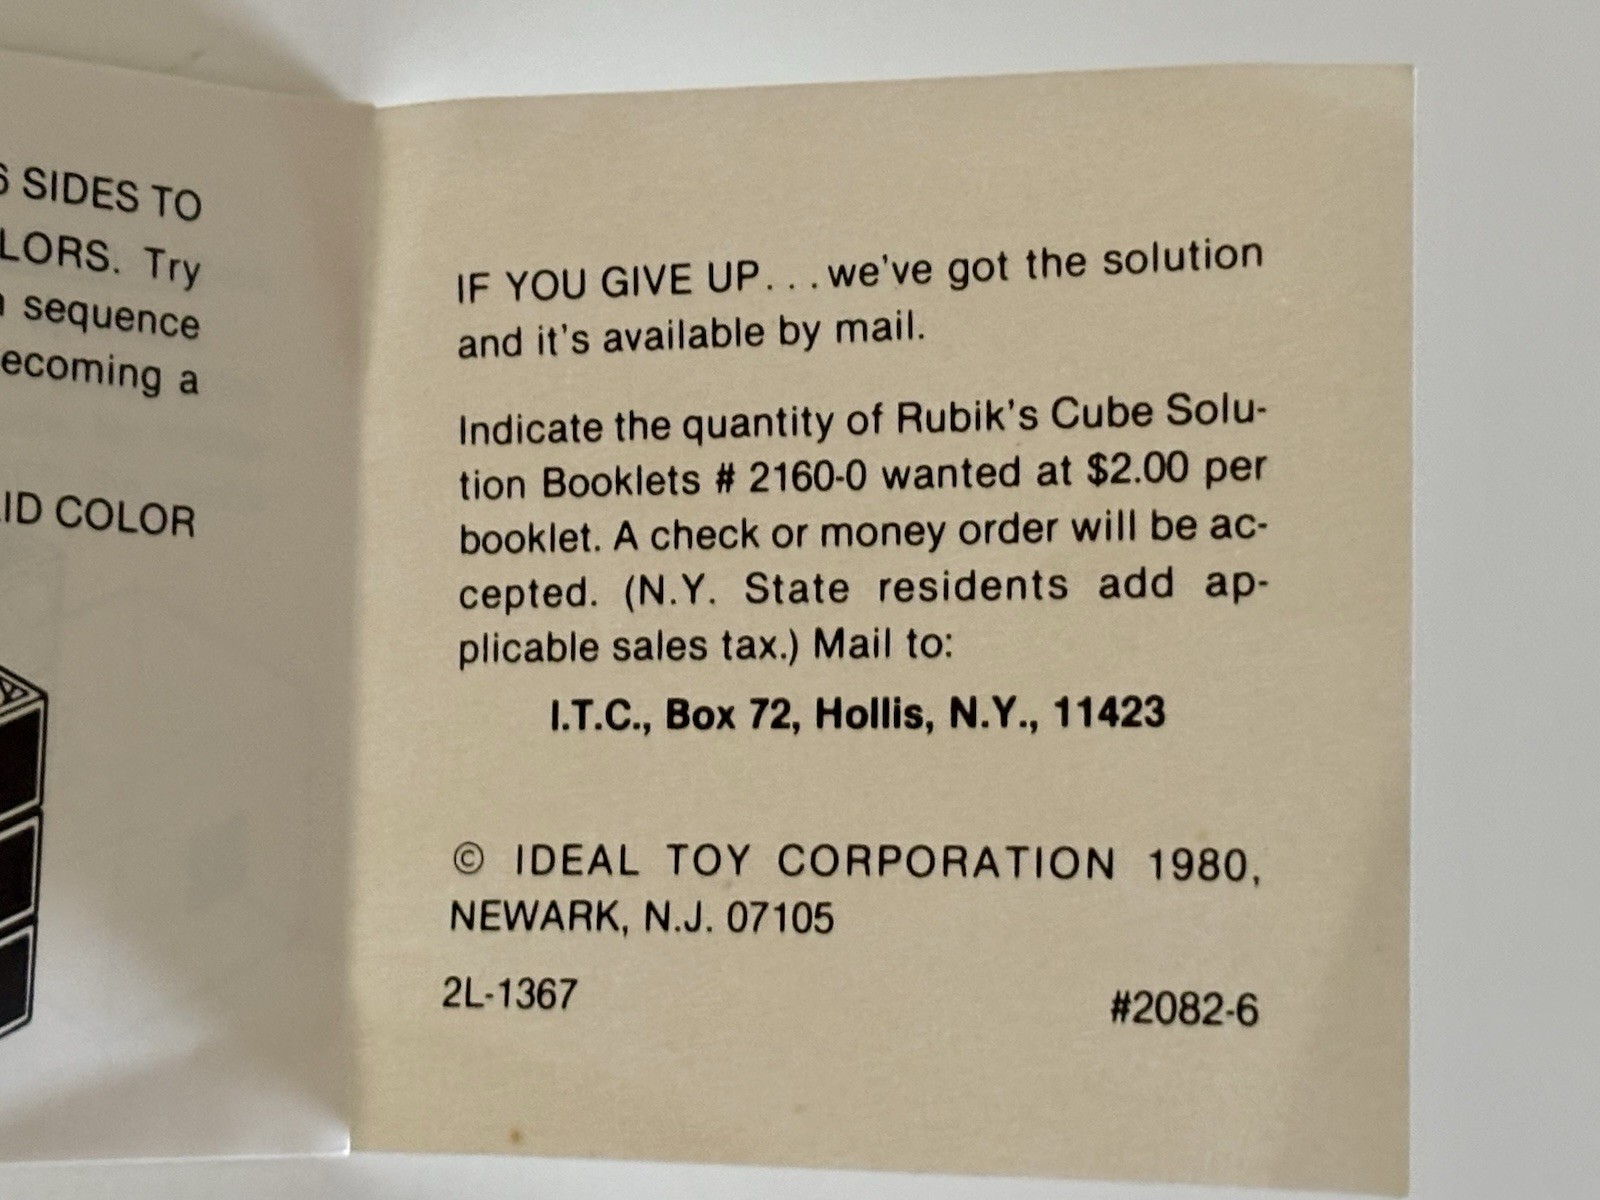 SIDES TO
Try
sequence
a
COLOR
IF YOU GIVE UP...we've got the solution
and it's available by mail.
Indicate the quantity of Rubik's Cube Solu-
tion Booklets # 2160-0 wanted at $2.00 per
booklet. A check or money order will be ac-
cepted. (N.Y. State residents add ap-
plicable sales tax.) Mail to:
I.T.C., Box 72, Hollis, N.Y., 11423
© IDEAL TOY CORPORATION 1980,
NEWARK, N.J. 07105
2L-1367 #2082-6